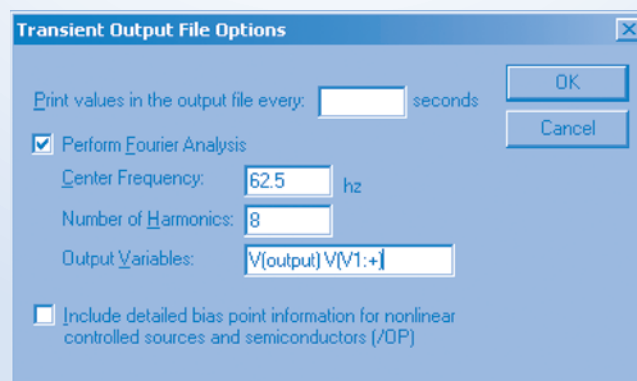 Transient Output File Options
Print values in the output file every: seconds
OK
Perform Fourier Analysis
Cancel
Center Frequency: 62.5 hz
Number of Harmonics: 8
Output Variables: V(output) V(V1:+)
Include detailed bias point information for nonlinear
controlled sources and semiconductors (/OP)